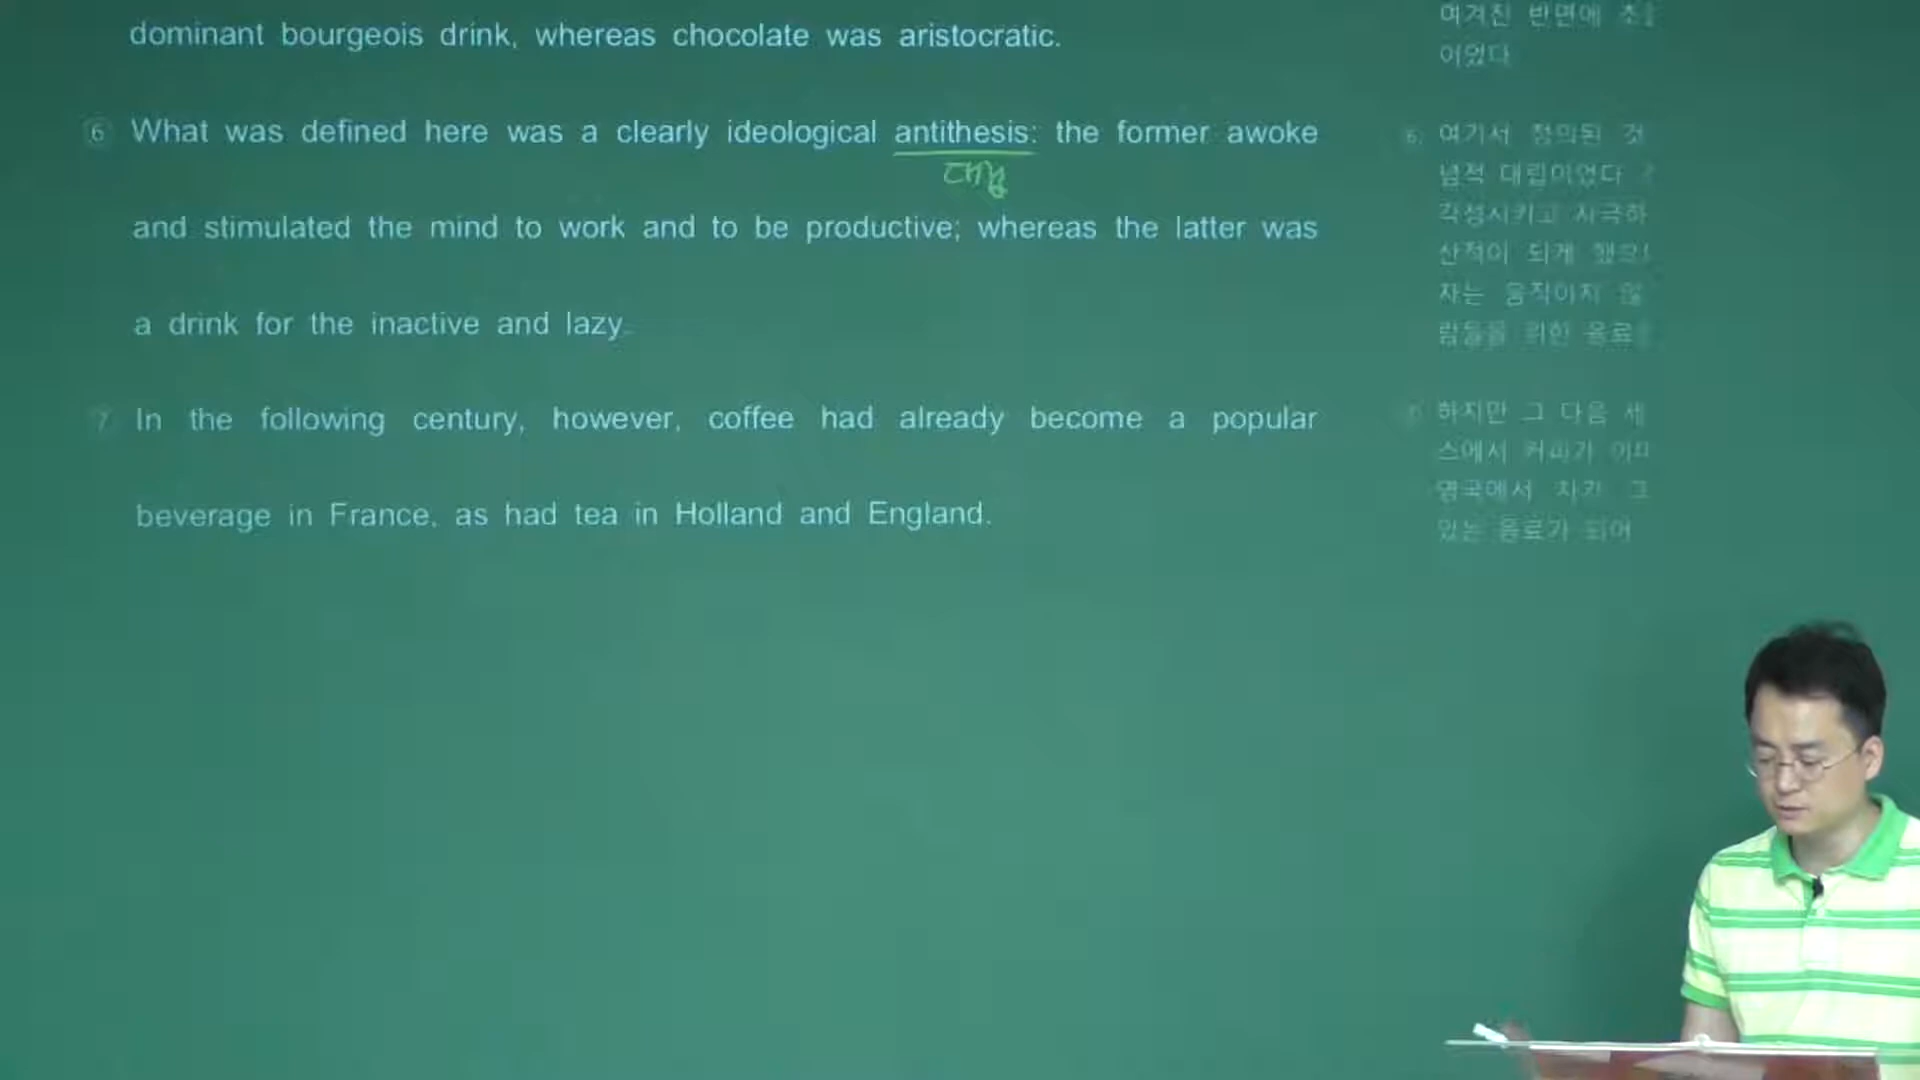 dominant bourgeois drink, whereas chocolate was aristocratic.
⑥ What was defined here was a clearly ideological antithesis: the former awoke
대립
and stimulated the mind to work and to be productive; whereas the latter was
a drink for the inactive and lazy.
7 In the following century, however, coffee had already become a popular
beverage in France, as had tea in Holland and England.
여겨진 반면에
이었다
6. 여기서 정의된 것
념적 대립이었다
각성시키고 자극하
산적이 되게 했으
자는 움직이지 않
람들을 위한 음료
하지만 그 다음 세
스에서 커피가 이미
영국에서 차가 그
있는 음료가 되어